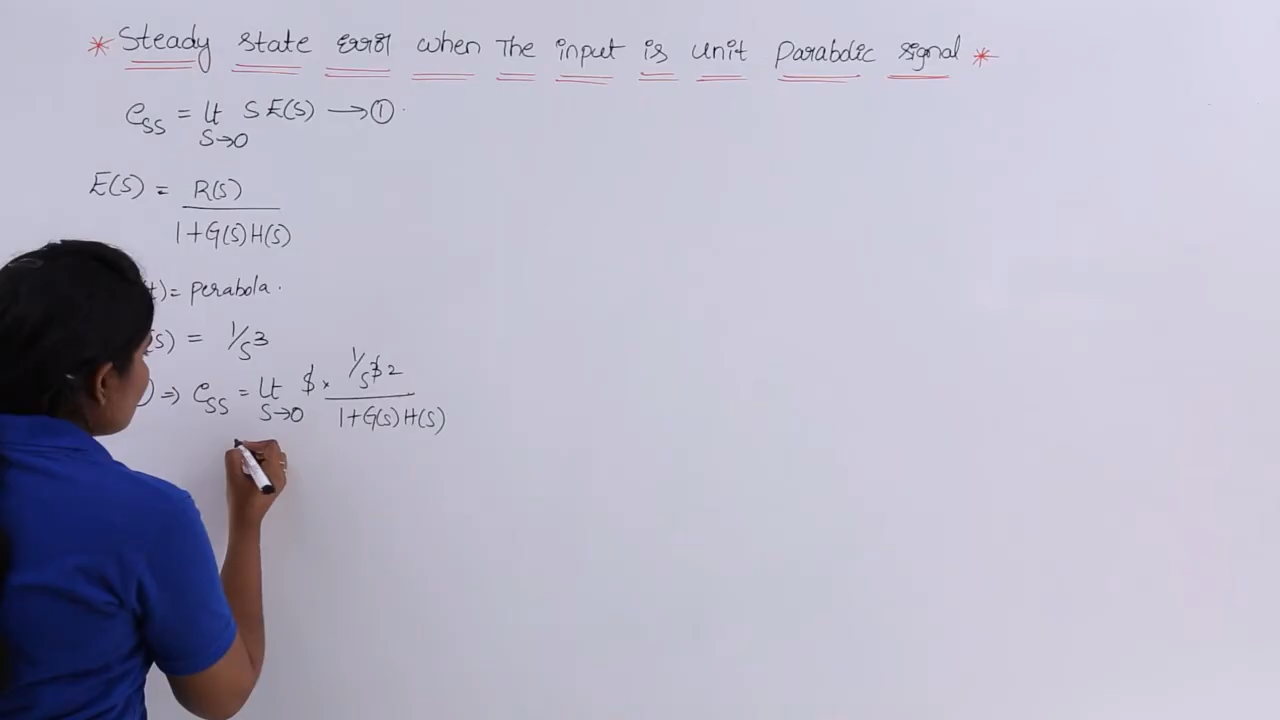 * Steady state error when The input is unit parabolic signal *
ess = lt S→0 S E(S) → ①
E(S) = R(S) / 1+G(S)H(S)
t) = perabola.
(s) = 1/S3
) ⇒ ess = lt S→0 $ × 1/S$2 / 1+G(S)H(S)